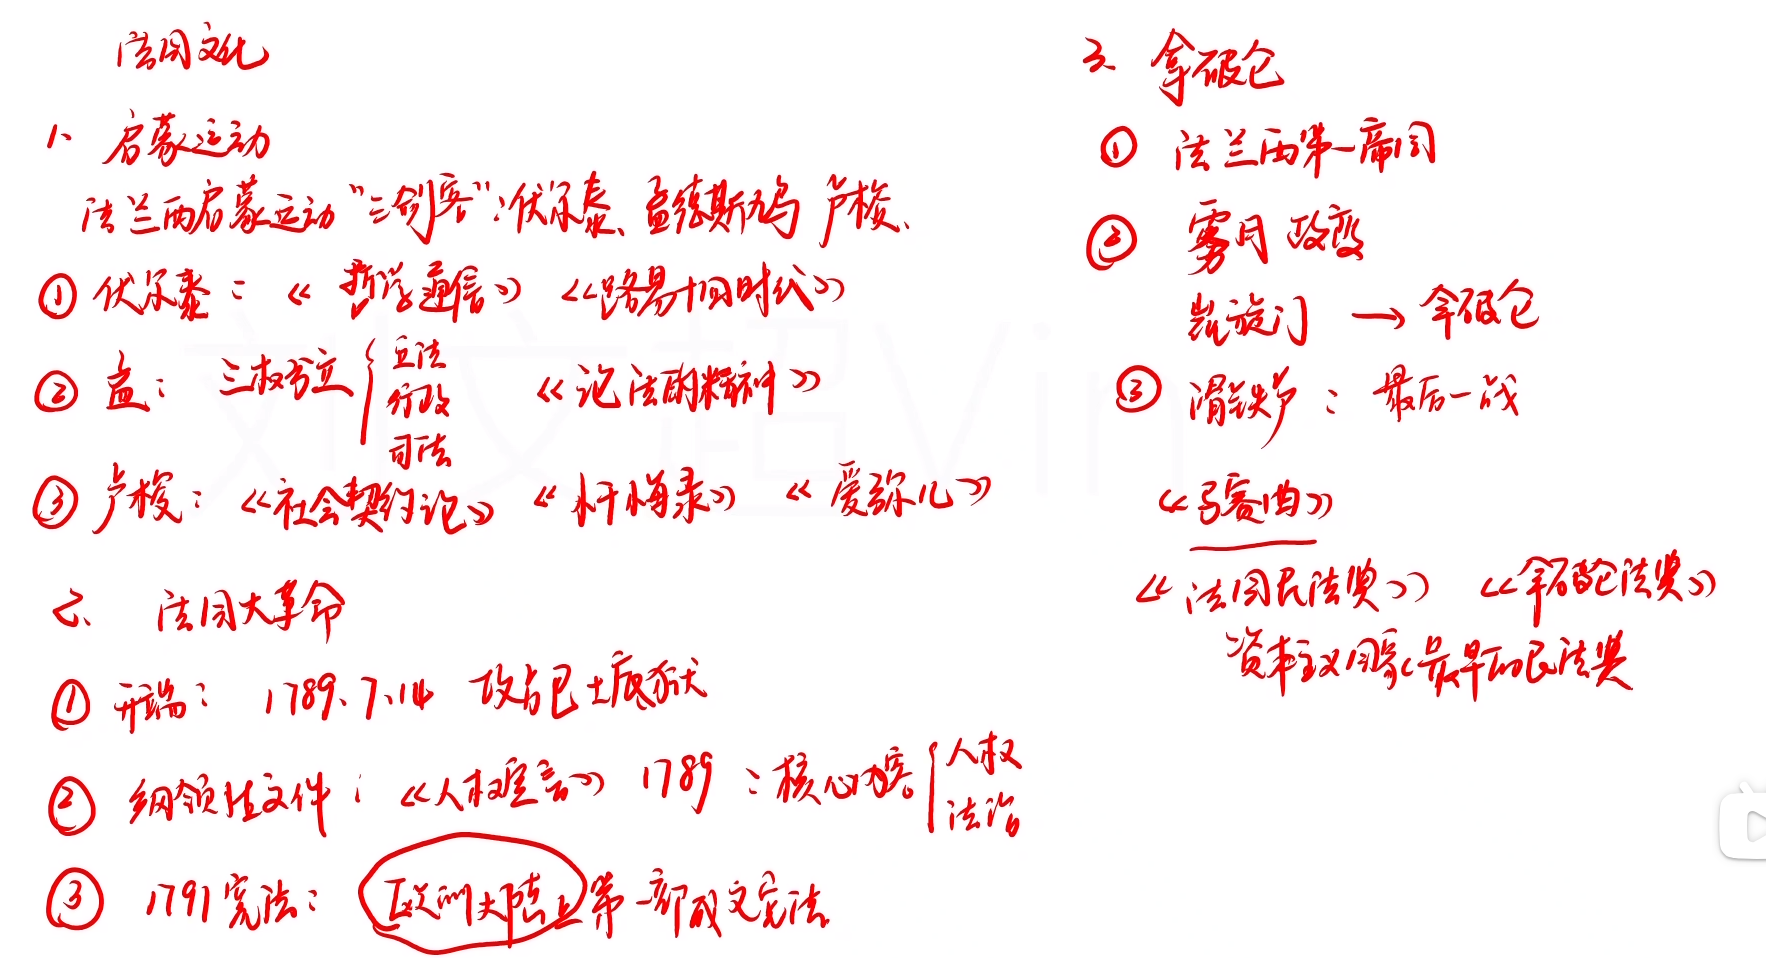 法国文化
1、启蒙运动
法兰西启蒙运动“三剑客”:伏尔泰、孟德斯鸠 卢梭、
① 伏尔泰:《哲学通信》《路易十四时代》
② 孟: 三权分立 { 立法 行政 司法 《论法的精神》
③ 卢梭:《社会契约论》《忏悔录》《爱弥儿》
2、 法国大革命
① 开端: 1789.7.14 攻占巴士底狱
② 纲领性文件:《人权宣言》1789:核心内容 { 人权 法治
③ 1791宪法: 欧洲大陆上第一部成文宪法
3、拿破仑
① 法兰西第一帝国
② 雾月政变
凯旋门 → 拿破仑
③ 滑铁卢: 最后一战
《马赛曲》
《法国民法典》《拿破仑法典》
资本主义国家最早的民法典
刘文超Vin